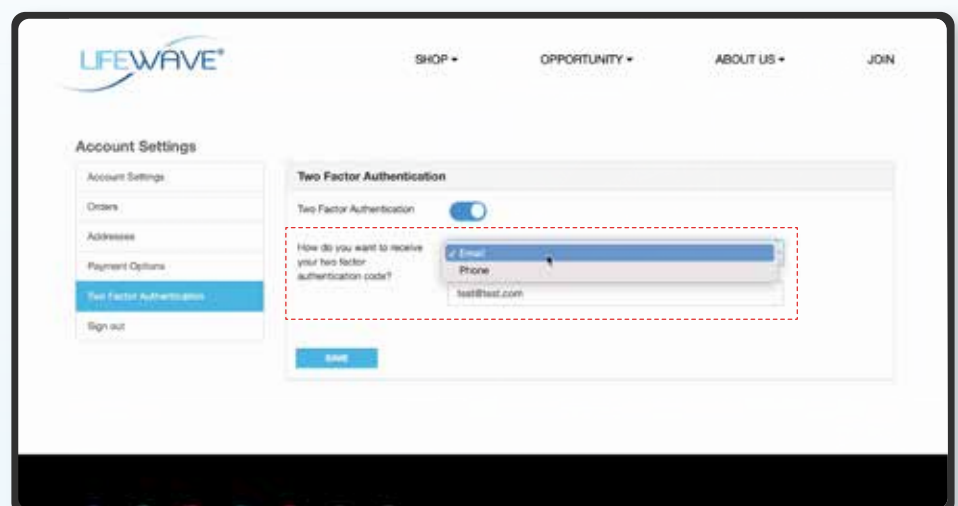 LIFEWAVE®
SHOP
OPPORTUNITY
ABOUT US
JOIN
Account Settings
Account Settings
Orders
Addresses
Payment Options
Two Factor Authentication
Sign out
Two Factor Authentication
Two Factor Authentication
How do you want to receive
your two factor
authentication code?
✓ Email
Phone
test@test.com
SAVE